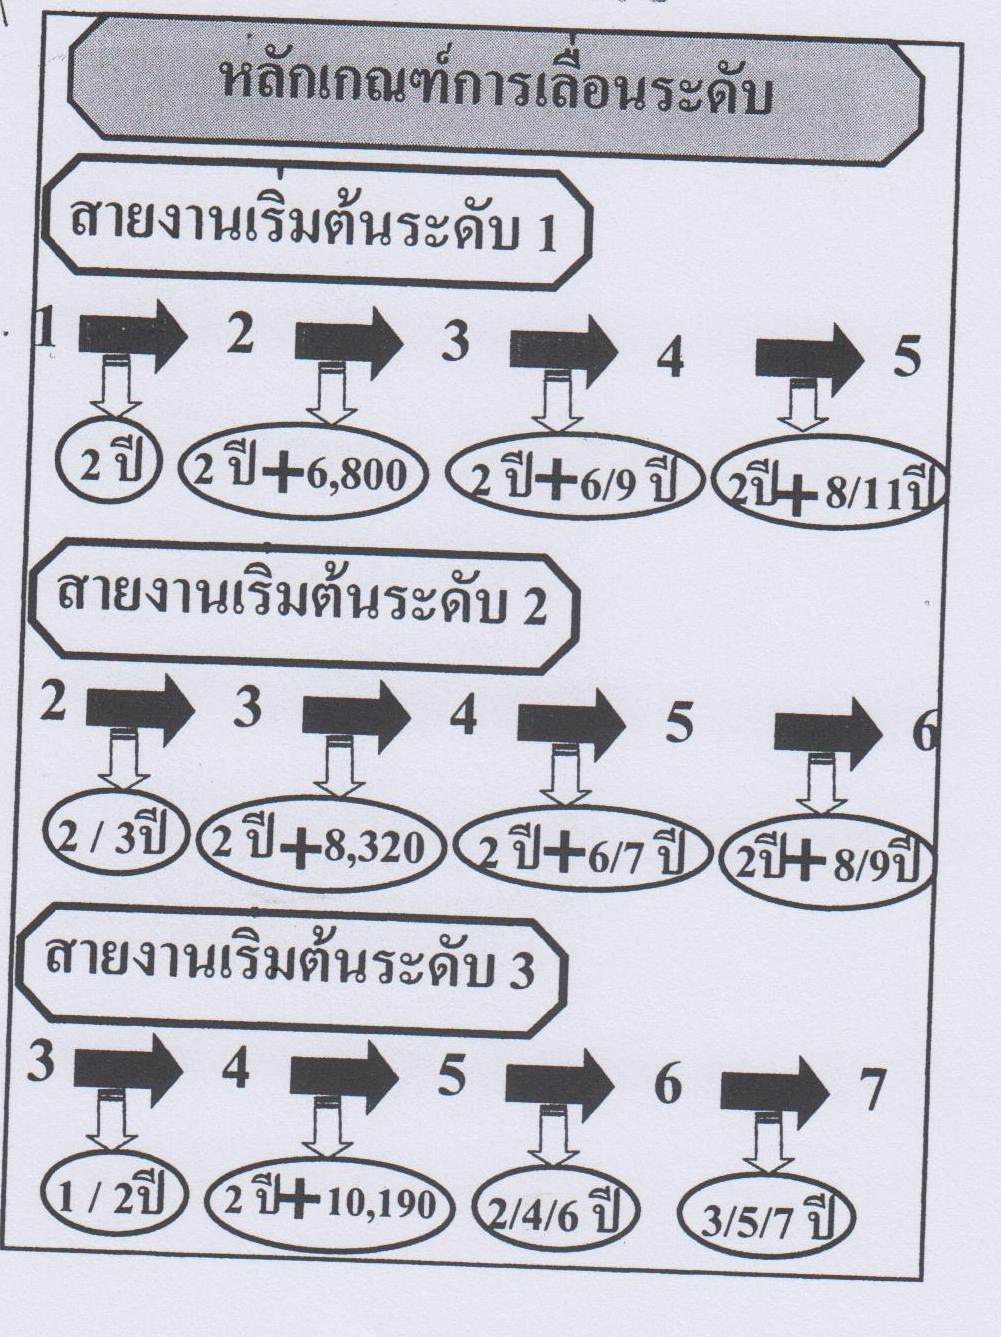 หลักเกณฑ์การเลื่อนระดับ
สายงานเริ่มต้นระดับ 1
1 2 3 4 5
2 ปี 2 ปี+6,800 2 ปี+6/9 ปี 2ปี+ 8/11ปี
สายงานเริ่มต้นระดับ 2
2 3 4 5 6
2 / 3ปี 2 ปี+8,320 2 ปี+6/7 ปี 2ปี+ 8/9ปี
สายงานเริ่มต้นระดับ 3
3 4 5 6 7
1 / 2ปี 2 ปี+10,190 2/4/6 ปี 3/5/7 ปี